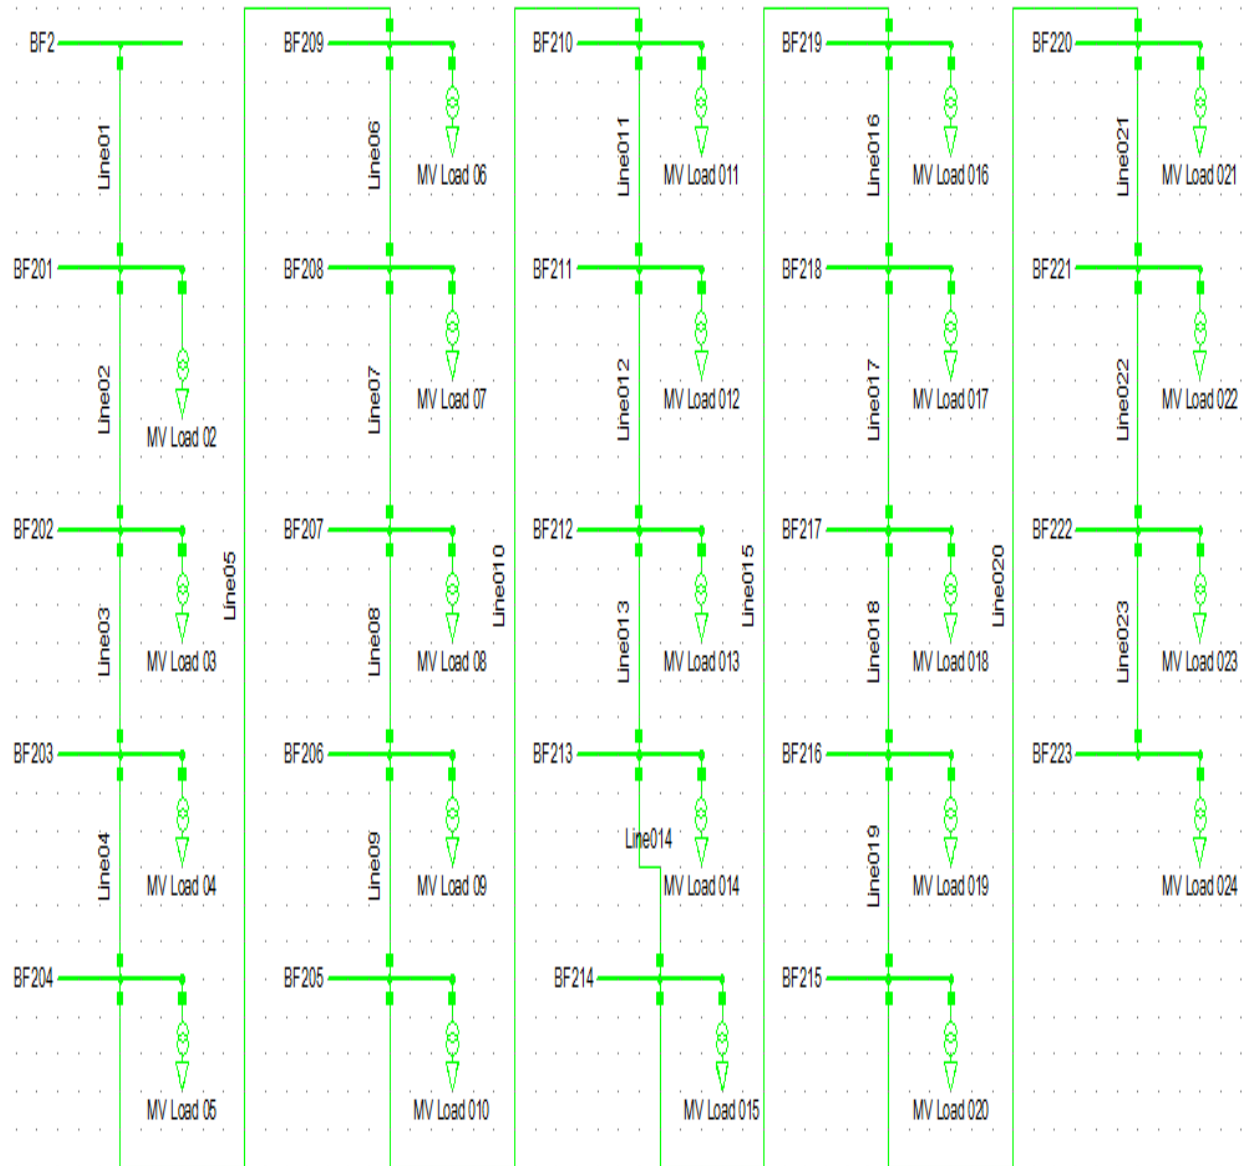 BF2
Line01
BF201
Line02
MV Load 02
BF202
Line03
MV Load 03
BF203
Line04
MV Load 04
BF204
MV Load 05
Line05
BF209
Line06
MV Load 06
BF208
Line07
MV Load 07
BF207
Line08
MV Load 08
BF206
Line09
MV Load 09
BF205
MV Load 010
Line010
BF210
Line011
MV Load 011
BF211
Line012
MV Load 012
BF212
Line013
MV Load 013
BF213
Line014
MV Load 014
BF214
MV Load 015
Line015
BF219
Line016
MV Load 016
BF218
Line017
MV Load 017
BF217
Line018
MV Load 018
BF216
Line019
MV Load 019
BF215
MV Load 020
Line020
BF220
Line021
MV Load 021
BF221
Line022
MV Load 022
BF222
Line023
MV Load 023
BF223
MV Load 024